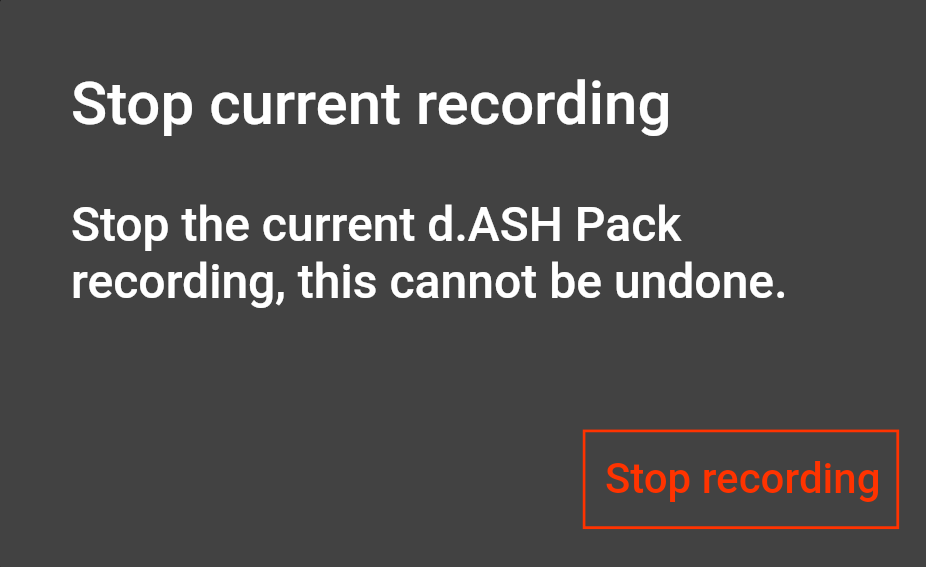 Stop current recording
Stop the current d.ASH Pack
recording, this cannot be undone.
Stop recording